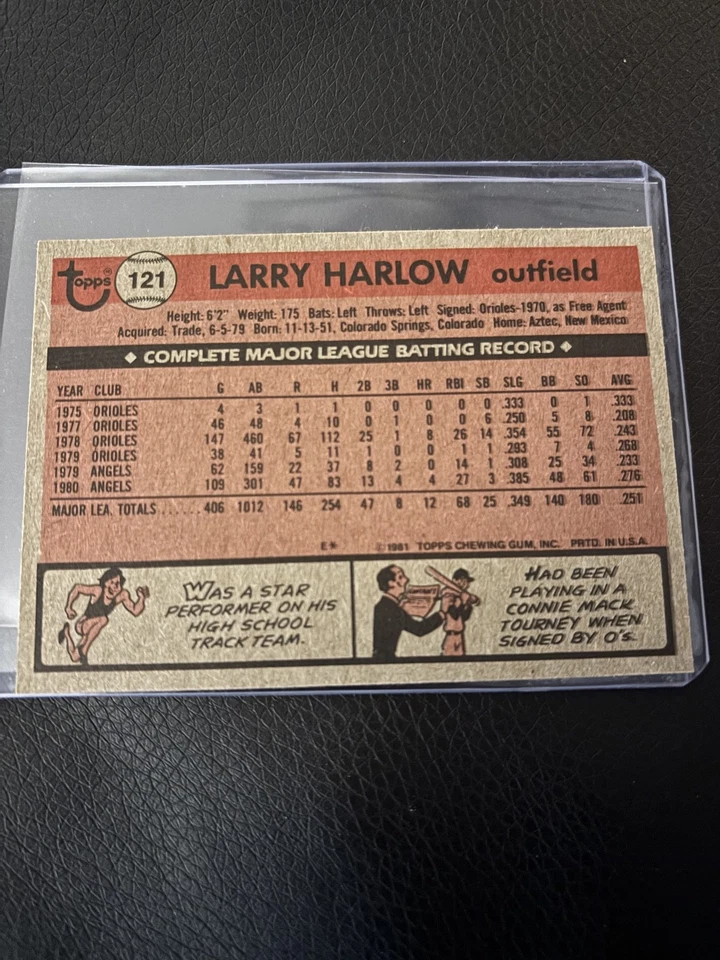 topps® 121 LARRY HARLOW outfield
Height: 6'2" Weight: 175 Bats: Left Throws: Left Signed: Orioles-1970, as Free Agent
Acquired: Trade, 6-5-79 Born: 11-13-51, Colorado Springs, Colorado Home: Aztec, New Mexico
◆ COMPLETE MAJOR LEAGUE BATTING RECORD ◆
YEAR CLUB G AB R H 2B 3B HR RBI SB SLG BB SO AVG
1975 ORIOLES 4 3 1 1 0 0 0 0 0 .333 0 1 .333
1977 ORIOLES 46 48 4 10 0 1 0 0 6 .250 5 8 .208
1978 ORIOLES 147 460 67 112 25 1 8 26 14 .354 55 72 .243
1979 ORIOLES 38 41 5 11 1 0 0 1 1 .293 7 4 .268
1979 ANGELS 62 159 22 37 8 2 0 14 1 .308 25 34 .233
1980 ANGELS 109 301 47 83 13 4 4 27 3 .385 48 61 .276
MAJOR LEA. TOTALS ...... 406 1012 146 254 47 8 12 68 25 .349 140 180 .251
E* ©1981 TOPPS CHEWING GUM, INC. PRTD. IN U.S.A.
WAS A STAR
PERFORMER ON HIS
HIGH SCHOOL
TRACK TEAM.
HAD BEEN
PLAYING IN A
CONNIE MACK
TOURNEY WHEN
SIGNED BY O's.